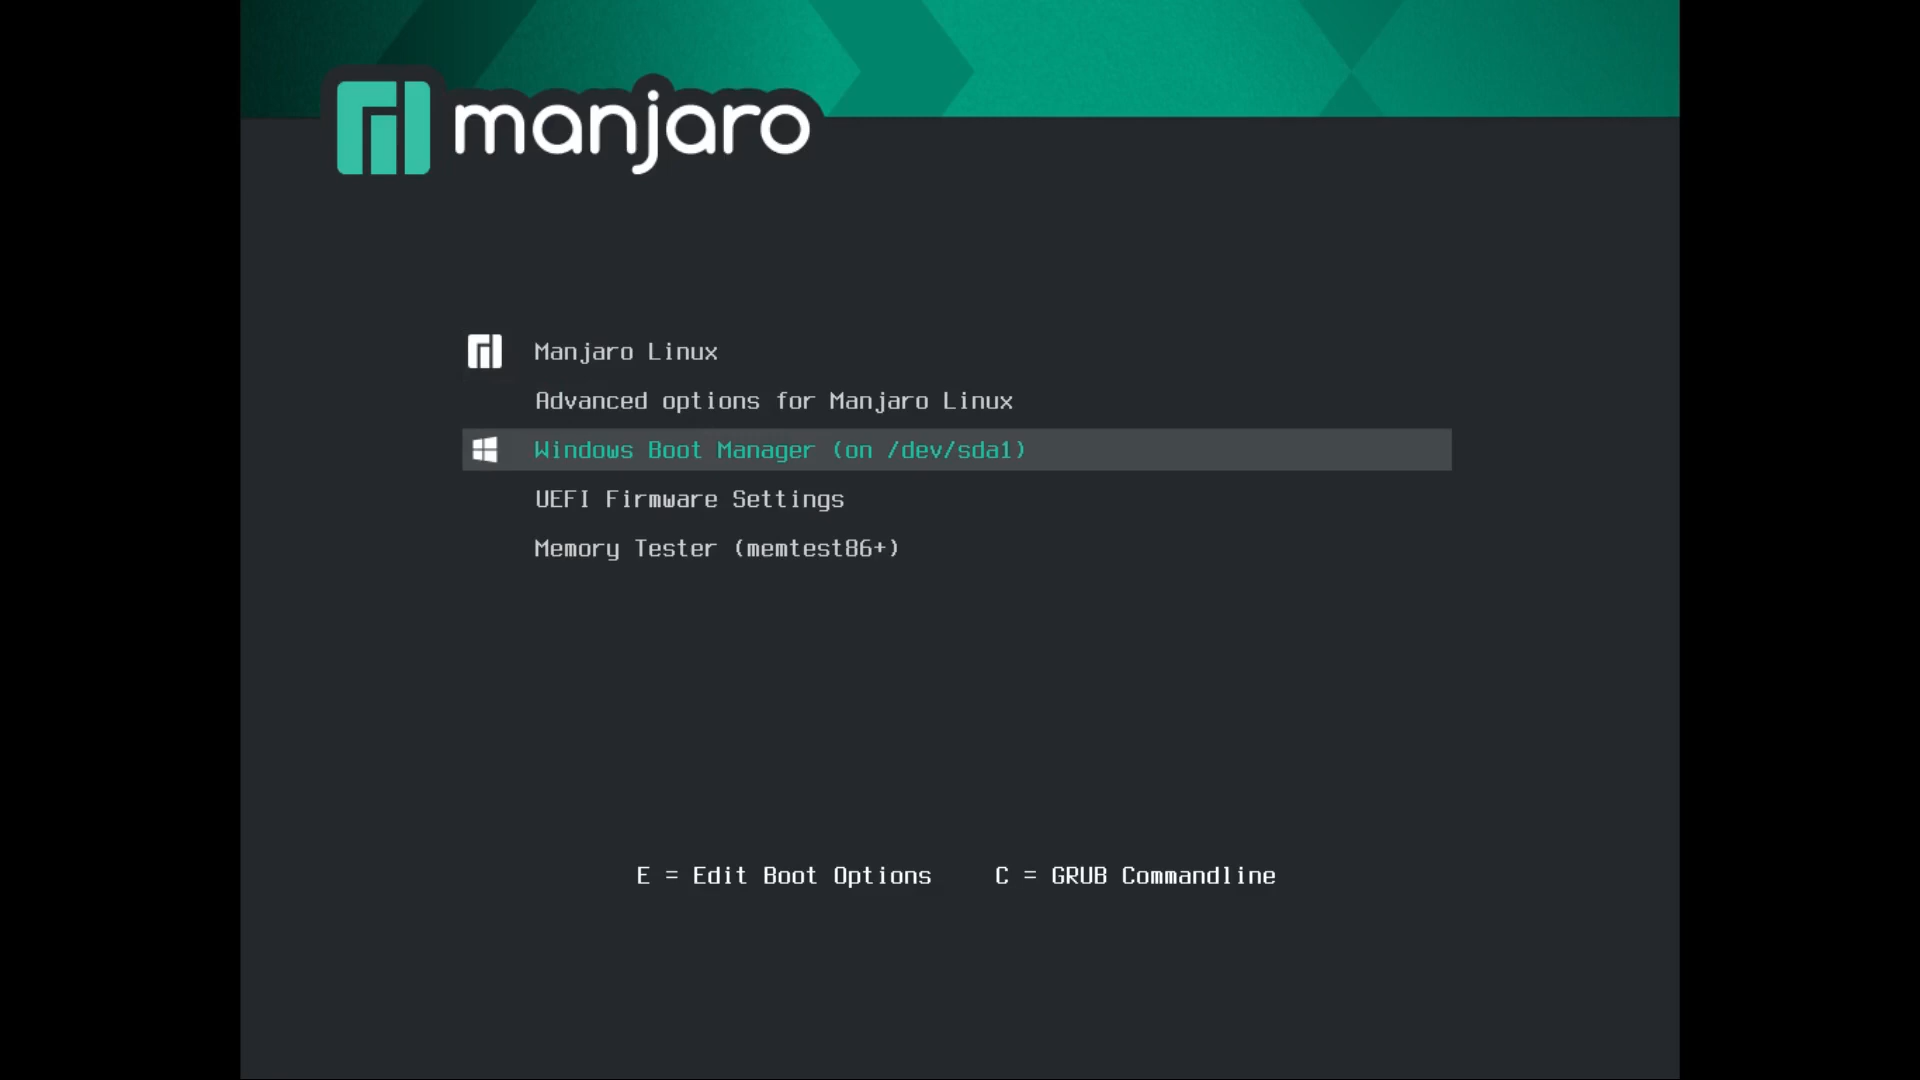 manjaro
Manjaro Linux
Advanced options for Manjaro Linux
Windows Boot Manager (on /dev/sda1)
UEFI Firmware Settings
Memory Tester (memtest86+)
E = Edit Boot Options    C = GRUB Commandline